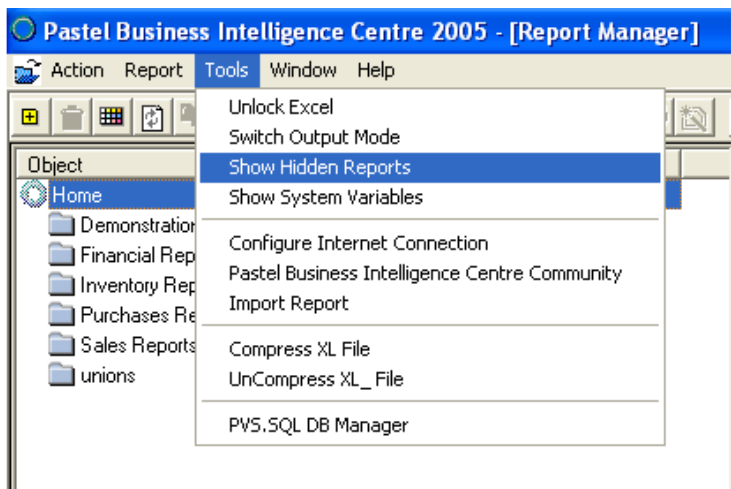 Pastel Business Intelligence Centre 2005 - [Report Manager]
Action Report Tools Window Help
Unlock Excel
Switch Output Mode
Show Hidden Reports
Show System Variables
Configure Internet Connection
Pastel Business Intelligence Centre Community
Import Report
Compress XL File
UnCompress XL_ File
PVS.SQL DB Manager
Object
Home
Demonstration
Financial Rep
Inventory Rep
Purchases Re
Sales Reports
unions